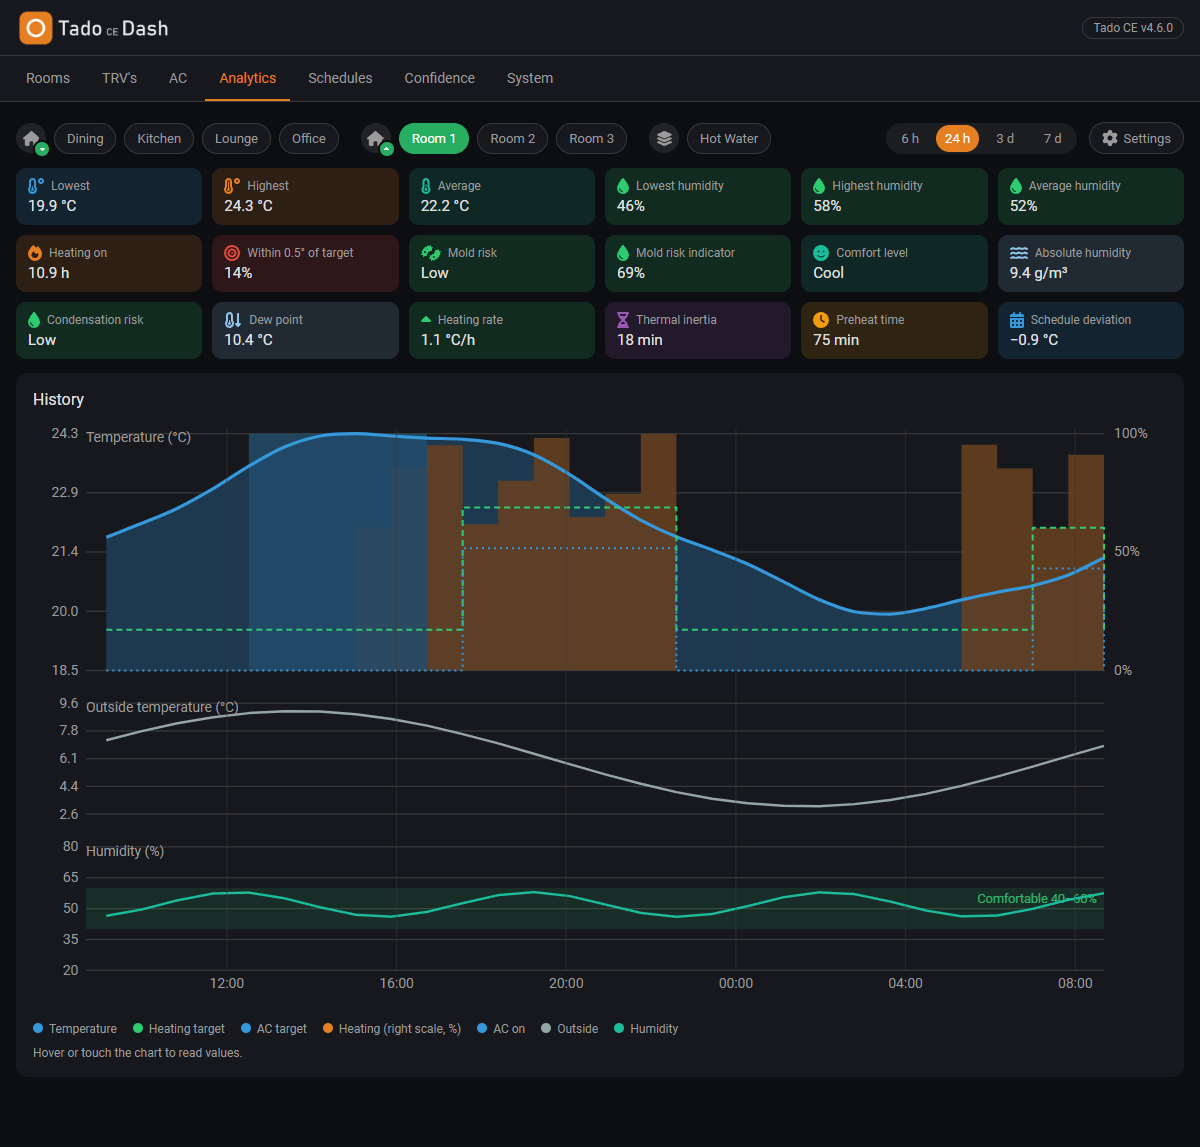 Tado CE Dash
Tado CE v4.6.0
Rooms TRV's AC Analytics Schedules Confidence System
Dining Kitchen Lounge Office Room 1 Room 2 Room 3 Hot Water 6 h 24 h 3 d 7 d Settings
Lowest
19.9 °C
Highest
24.3 °C
Average
22.2 °C
Lowest humidity
46%
Highest humidity
58%
Average humidity
52%
Heating on
10.9 h
Within 0.5° of target
14%
Mold risk
Low
Mold risk indicator
69%
Comfort level
Cool
Absolute humidity
9.4 g/m³
Condensation risk
Low
Dew point
10.4 °C
Heating rate
1.1 °C/h
Thermal inertia
18 min
Preheat time
75 min
Schedule deviation
−0.9 °C
History
Temperature (°C)
24.3
22.9
21.4
20.0
18.5
100%
50%
0%
Outside temperature (°C)
9.6
7.8
6.1
4.4
2.6
Humidity (%)
80
65
50
35
20
Comfortable 40–60%
12:00 16:00 20:00 00:00 04:00 08:00
Temperature Heating target AC target Heating (right scale, %) AC on Outside Humidity
Hover or touch the chart to read values.